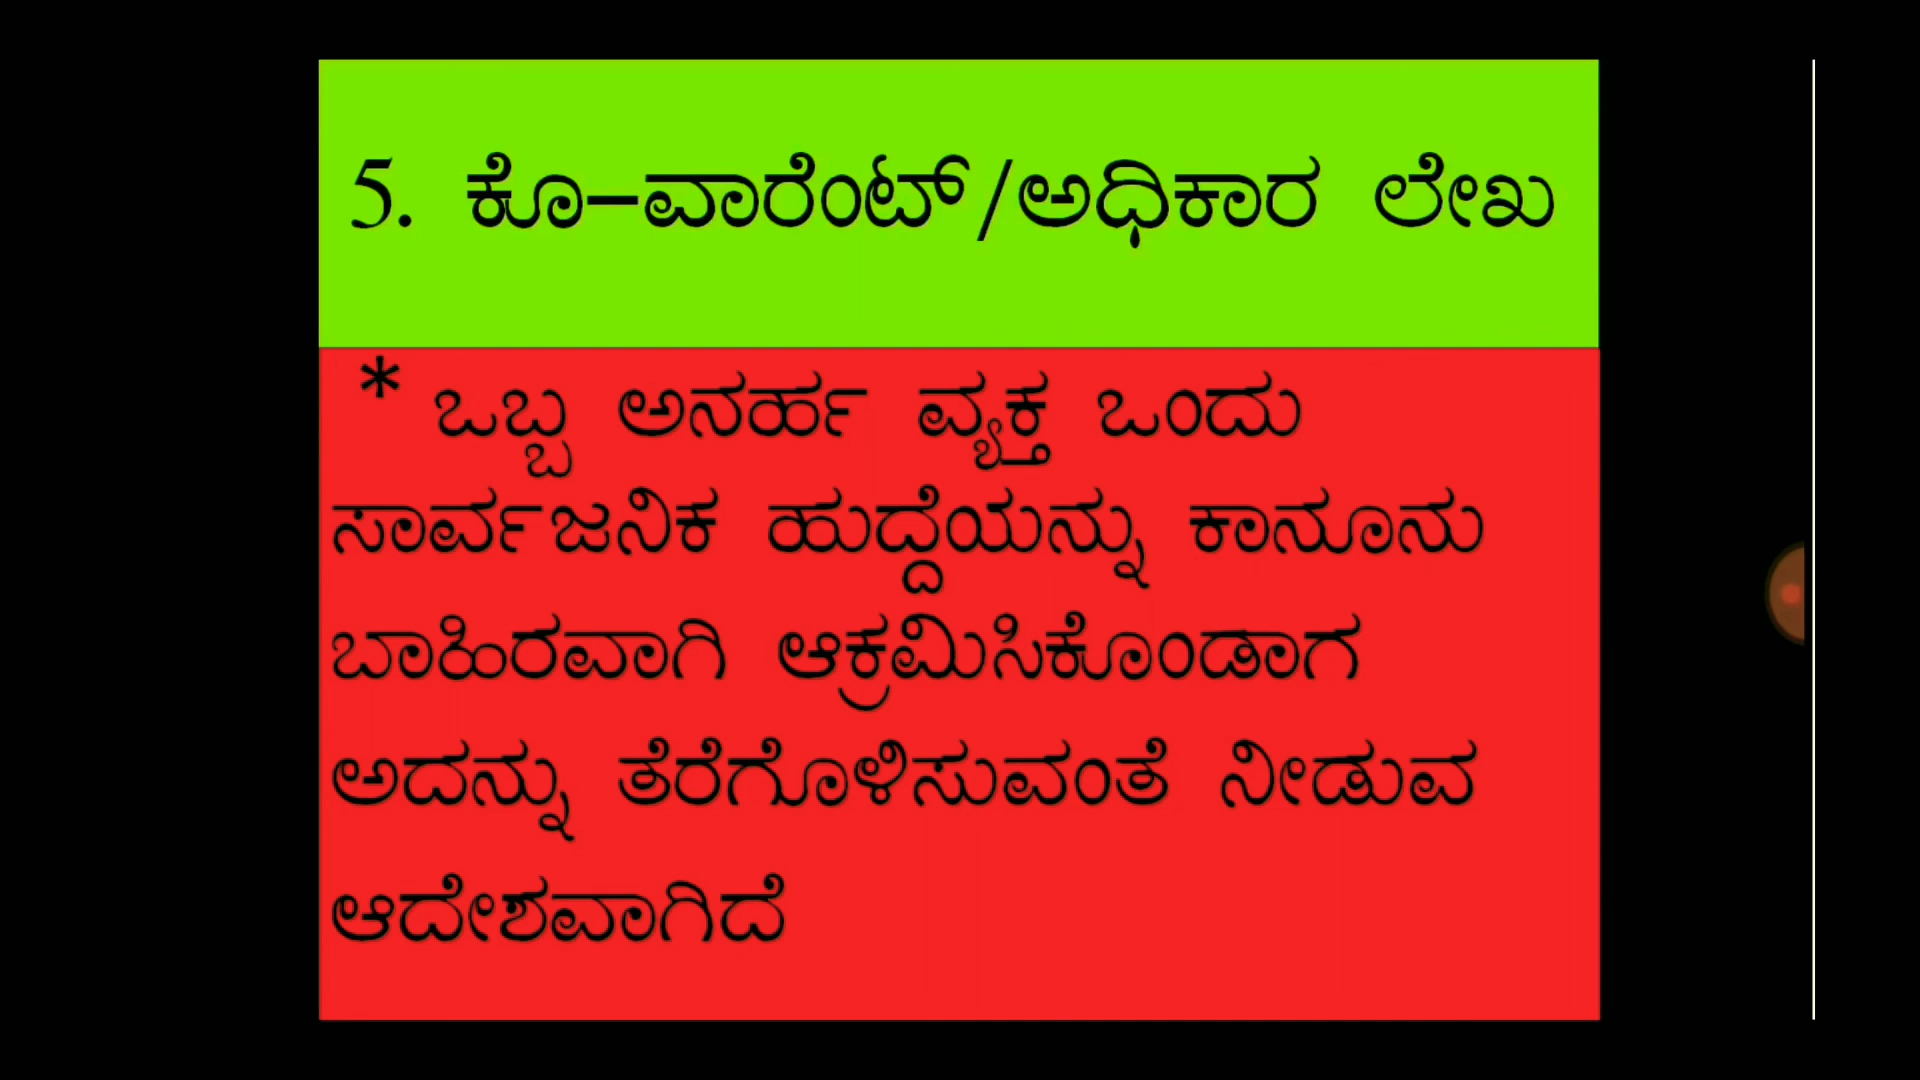 5. ಕೊ-ವಾರೆಂಟ್/ಅಧಿಕಾರ ಲೇಖ
* ಒಬ್ಬ ಅನರ್ಹ ವ್ಯಕ್ತ ಒಂದು
ಸಾರ್ವಜನಿಕ ಹುದ್ದೆಯನ್ನು ಕಾನೂನು
ಬಾಹಿರವಾಗಿ ಆಕ್ರಮಿಸಿಕೊಂಡಾಗ
ಅದನ್ನು ತೆರೆಗೊಳಿಸುವಂತೆ ನೀಡುವ
ಆದೇಶವಾಗಿದೆ